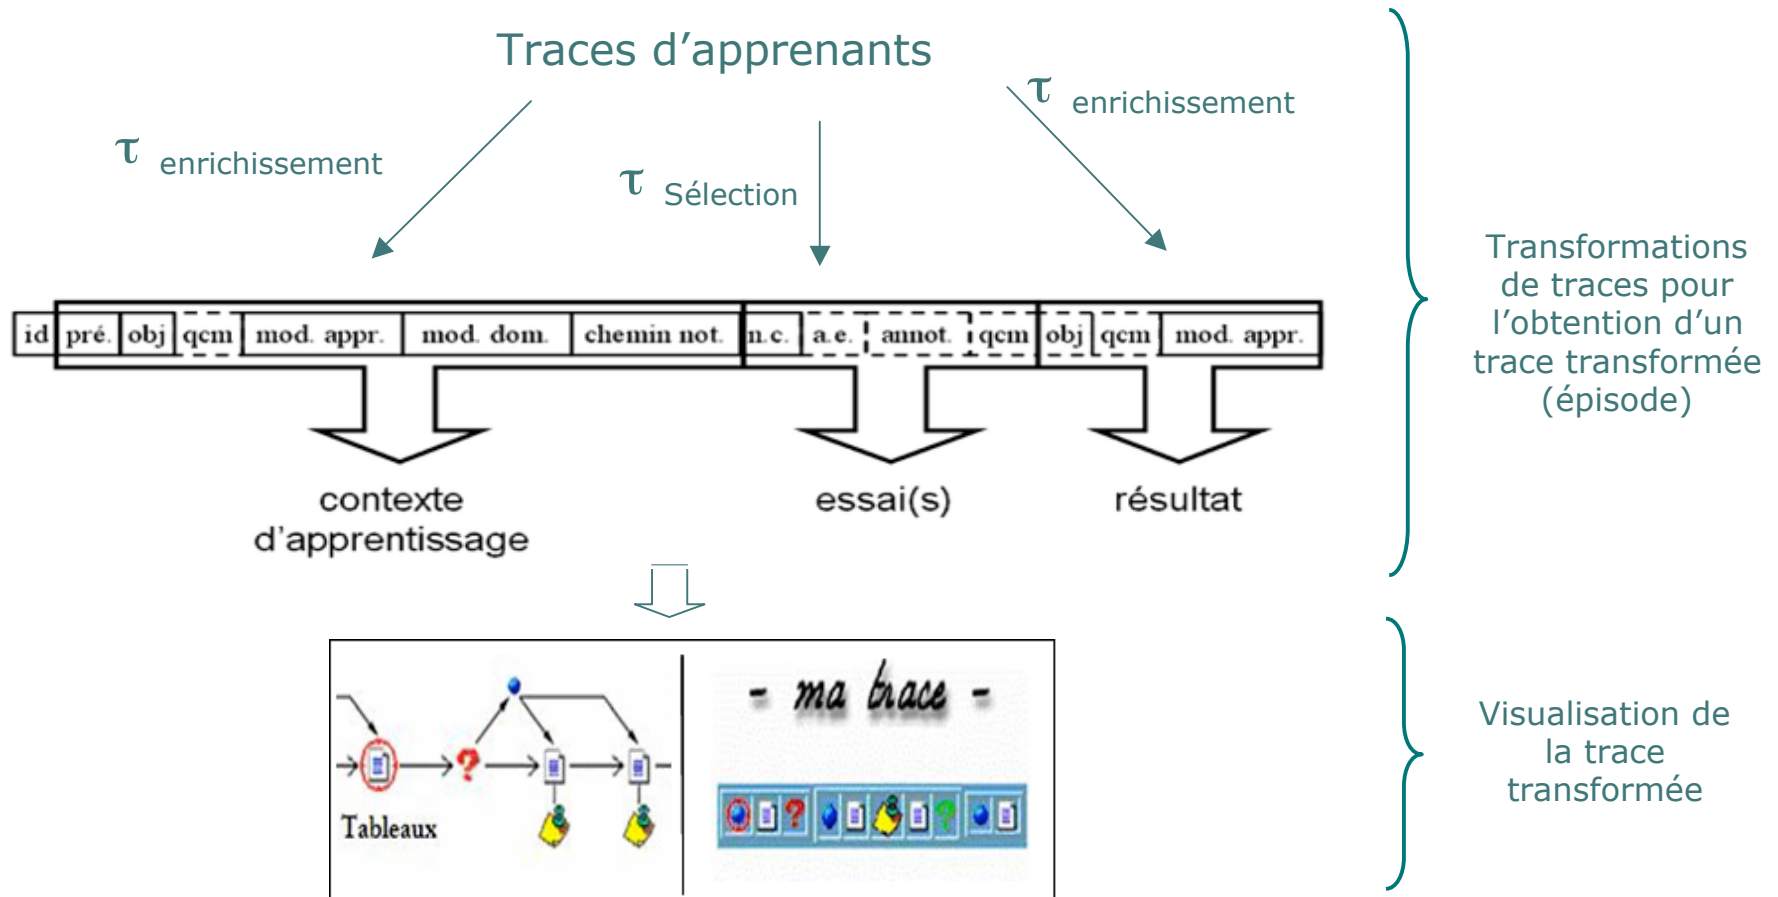 Traces d’apprenants
τ enrichissement
τ Sélection
τ enrichissement
id pré. obj qcm mod. appr. mod. dom. chemin not. n.c. a.e. annot. qcm obj qcm mod. appr.
contexte
d'apprentissage
essai(s)
résultat
Transformations
de traces pour
l’obtention d’un
trace transformée
(épisode)
?
Tableaux
- ma trace -
? ?
Visualisation de
la trace
transformée